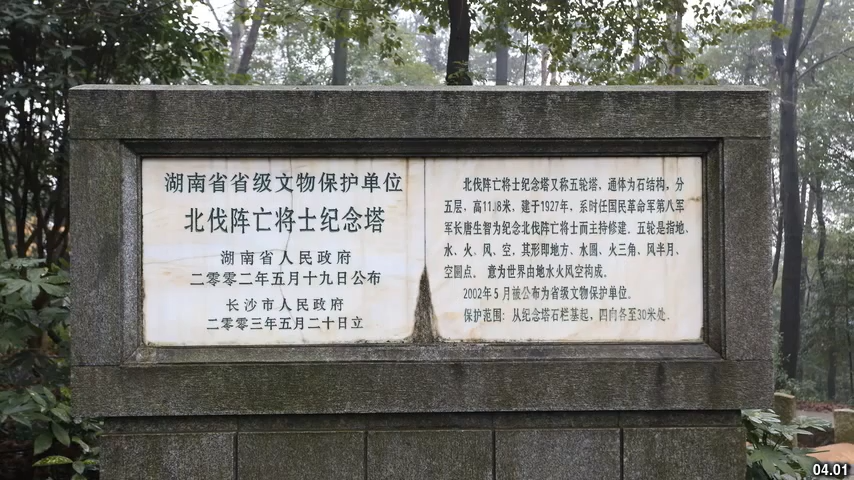 湖南省省级文物保护单位
北伐阵亡将士纪念塔
湖南省人民政府
二零零二年五月十九日公布
长沙市人民政府
二零零三年五月二十日立
北伐阵亡将士纪念塔又称五轮塔，通体为石结构，分
五层，高11.8米，建于1927年，系时任国民革命军第八军
军长唐生智为纪念北伐阵亡将士而主持修建。五轮是指地、
水、火、风、空，其形即地方、水圆、火三角、风半月、
空圆点。意为世界由地水火风空构成。
2002年5月被公布为省级文物保护单位。
保护范围：从纪念塔石栏基起，四向各至30米处。
04.01